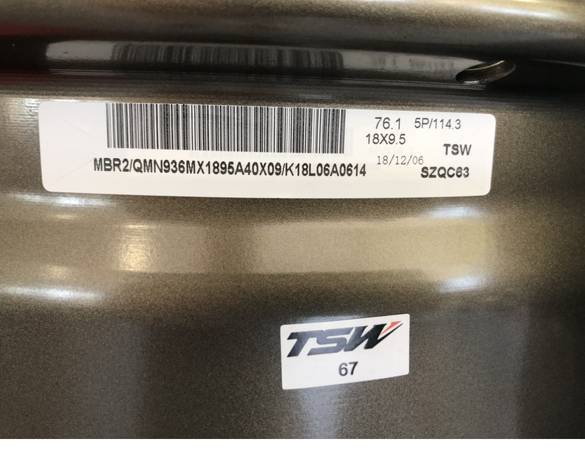 76.1 5P/114.3
18X9.5 TSW
MBR2/QMN936MX1895A40X09/K18L06A0614 18/12/06 SZQC63
TSW
67